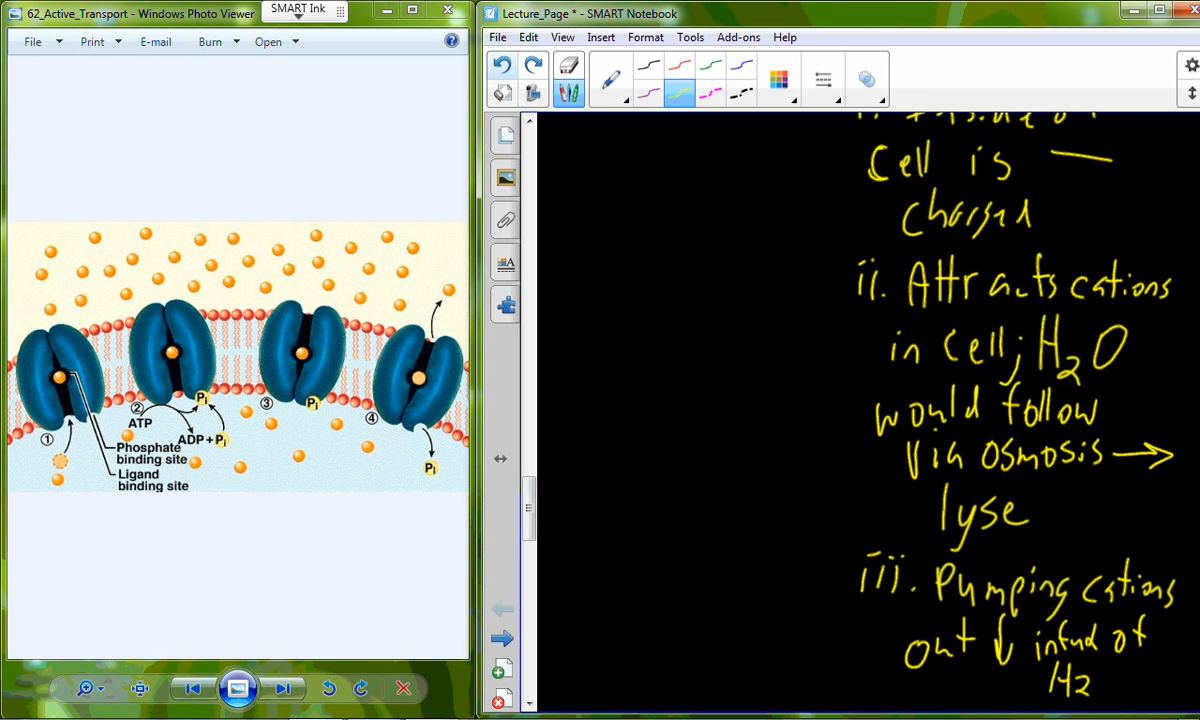 62_Active_Transport - Windows Photo Viewer
SMART Ink
File Print E-mail Burn Open
①
②
③
④
ATP
ADP + Pi
Pi
Pi
Pi
Phosphate
binding site
Ligand
binding site
Lecture_Page * - SMART Notebook
File Edit View Insert Format Tools Add-ons Help
Cell is —
charged
ii. Attracts cations
in cell; H2O
would follow
via osmosis →
lyse
iii. Pumping cations
out ↓ of
H2